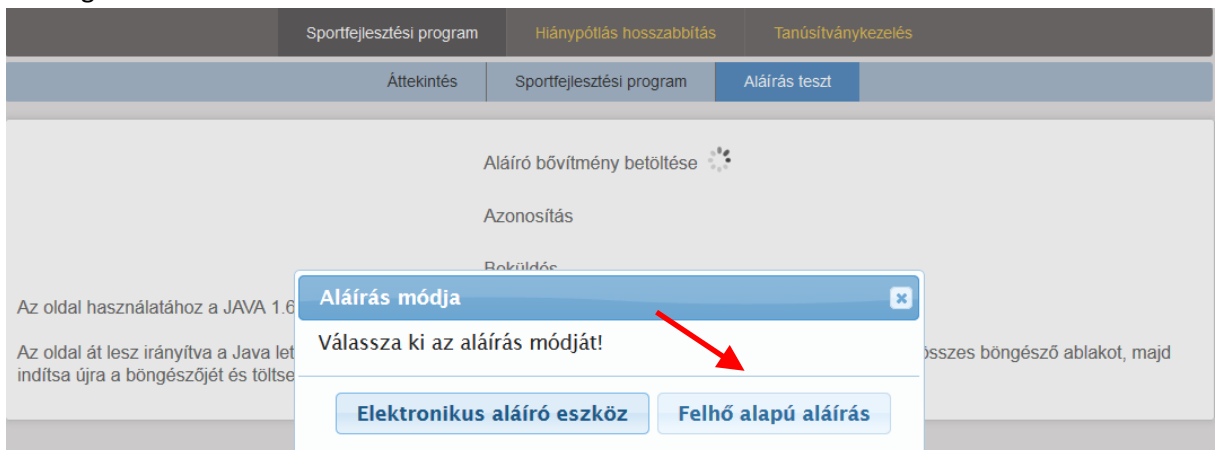 Sportfejlesztési program Hiánypótlás hosszabbítás Tanúsítványkezelés
Áttekintés Sportfejlesztési program Aláírás teszt
Aláíró bővítmény betöltése
Azonosítás
Beküldés
Az oldal használatához a JAVA 1.6
Az oldal át lesz irányítva a Java let összes böngésző ablakot, majd
indítsa újra a böngészőjét és töltse
Aláírás módja
Válassza ki az aláírás módját!
Elektronikus aláíró eszköz Felhő alapú aláírás